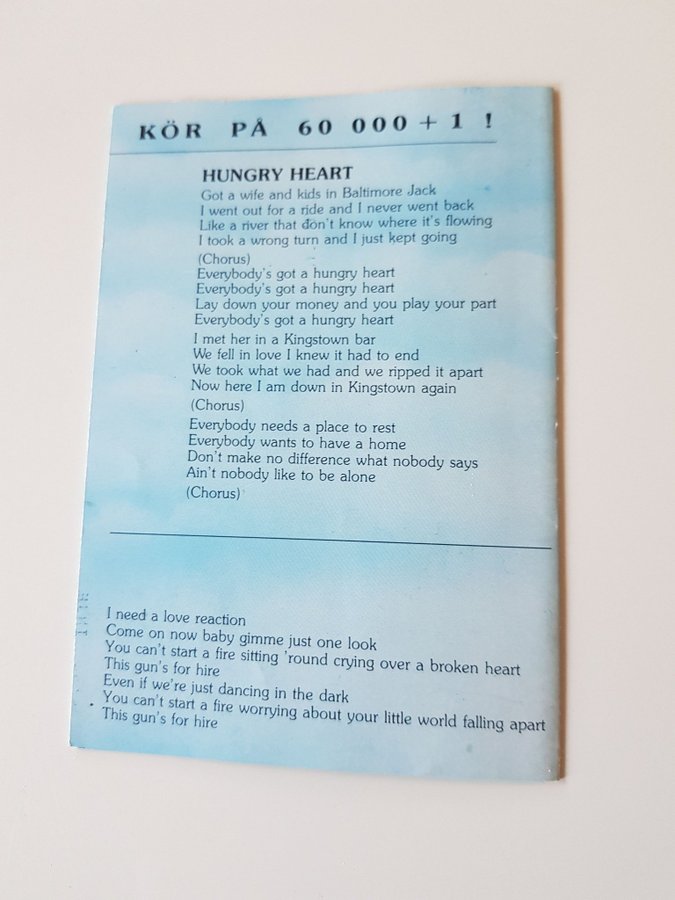 KÖR PÅ 60 000 + 1 !
HUNGRY HEART
Got a wife and kids in Baltimore Jack
I went out for a ride and I never went back
Like a river that don't know where it's flowing
I took a wrong turn and I just kept going
(Chorus)
Everybody's got a hungry heart
Everybody's got a hungry heart
Lay down your money and you play your part
Everybody's got a hungry heart
I met her in a Kingstown bar
We fell in love I knew it had to end
We took what we had and we ripped it apart
Now here I am down in Kingstown again
(Chorus)
Everybody needs a place to rest
Everybody wants to have a home
Don't make no difference what nobody says
Ain't nobody like to be alone
(Chorus)
I need a love reaction
Come on now baby gimme just one look
You can't start a fire sitting 'round crying over a broken heart
This gun's for hire
Even if we're just dancing in the dark
You can't start a fire worrying about your little world falling apart
This gun's for hire